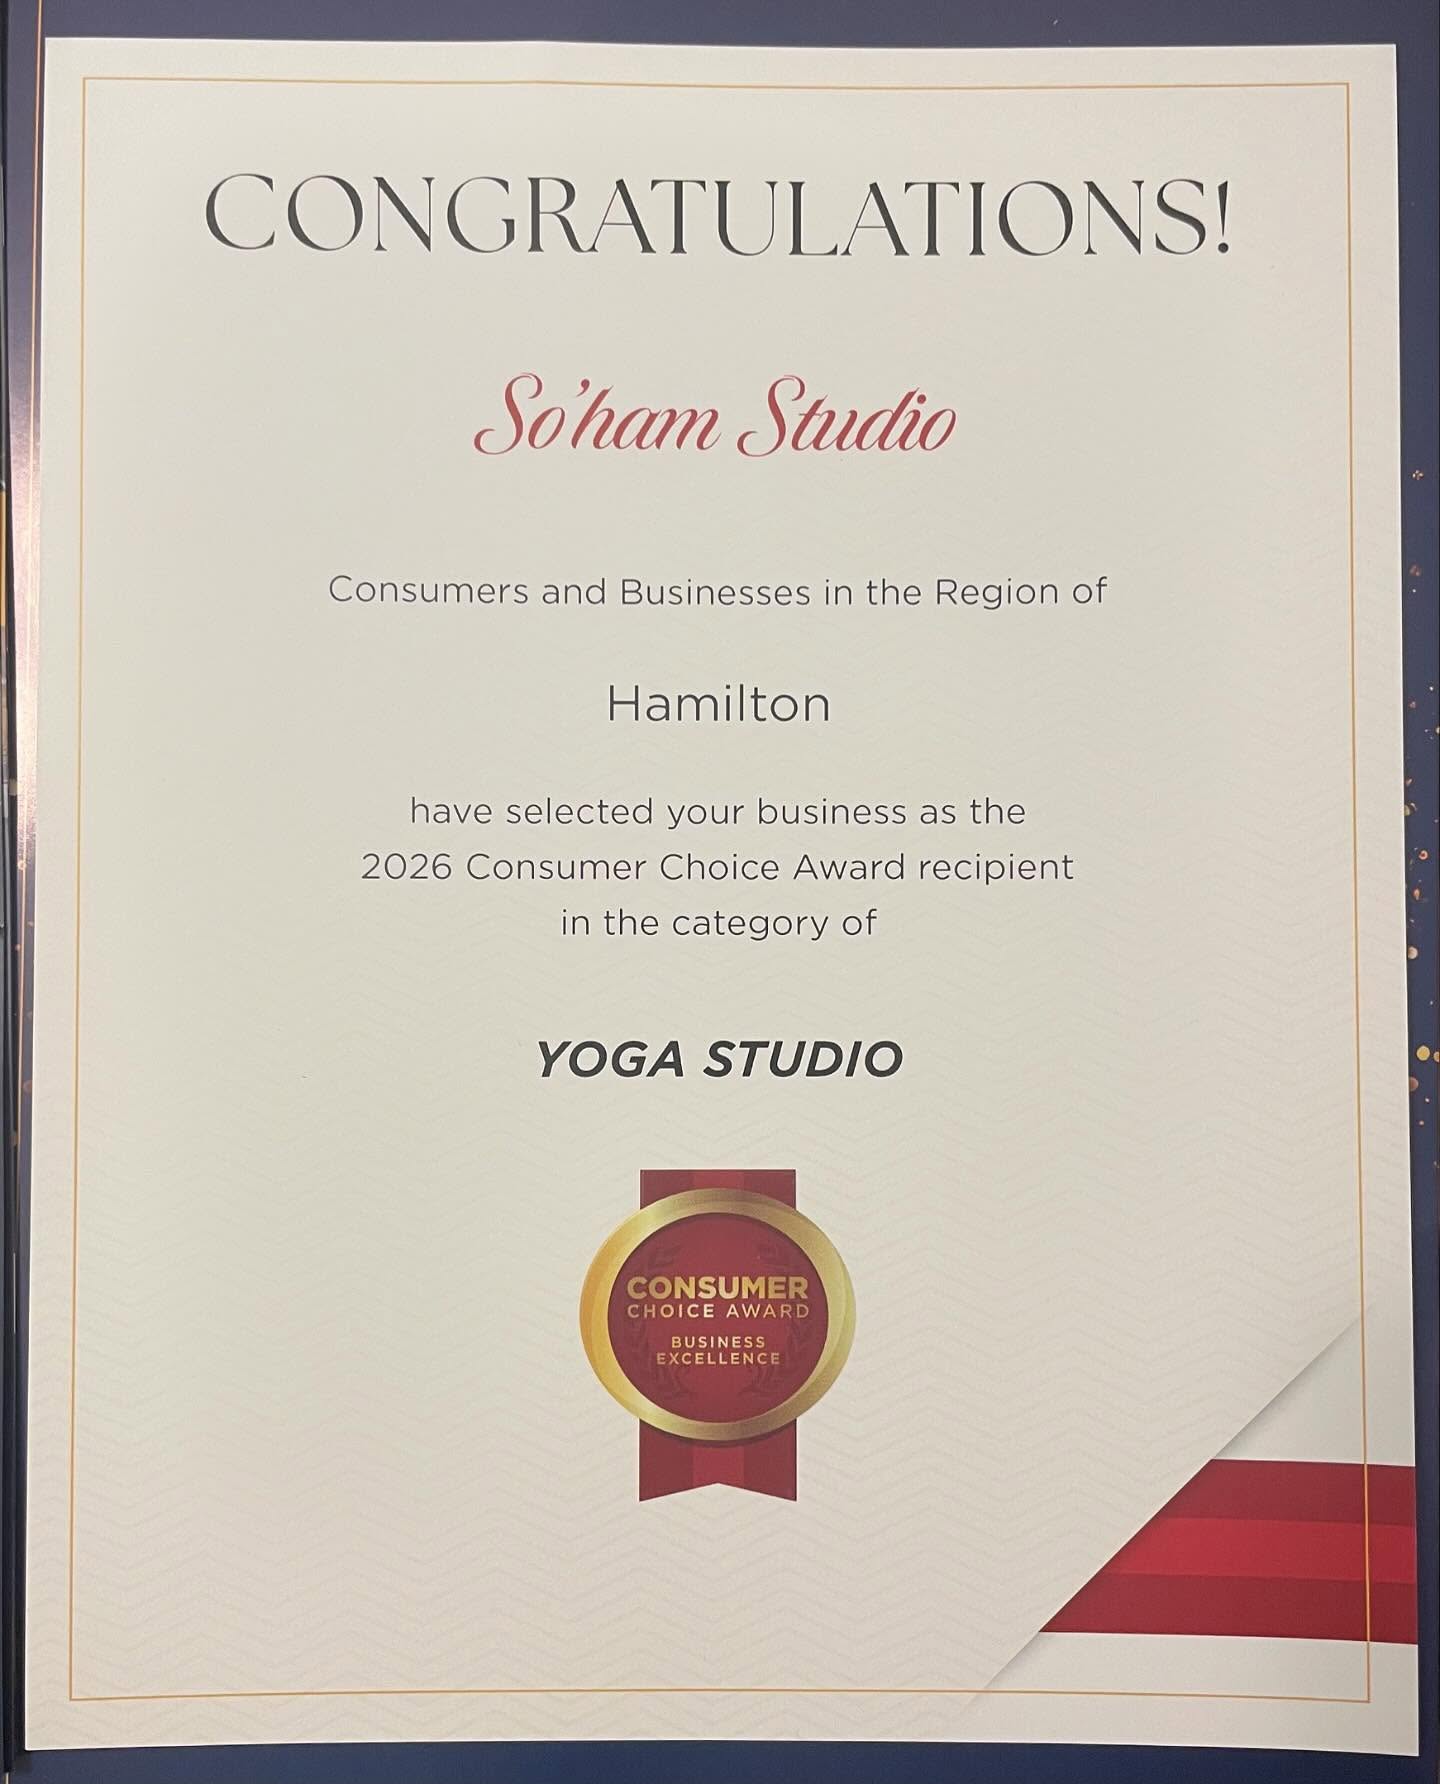 CONGRATULATIONS!
So'ham Studio
Consumers and Businesses in the Region of
Hamilton
have selected your business as the
2026 Consumer Choice Award recipient
in the category of
YOGA STUDIO
CONSUMER
CHOICE AWARD
BUSINESS
EXCELLENCE